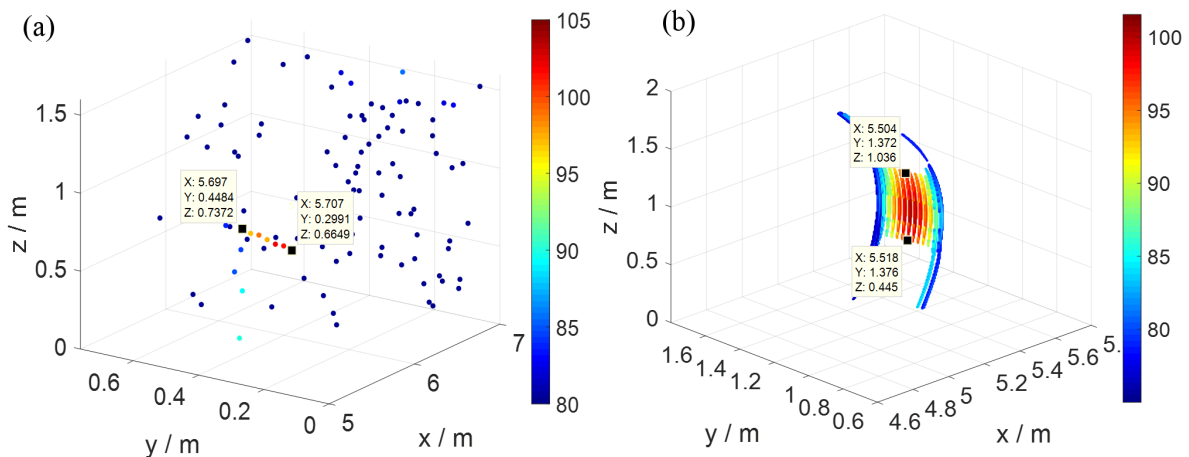 (a)
105
100
95
90
85
80
1.5
1
0.5
0
z / m
X: 5.697
Y: 0.4484
Z: 0.7372
X: 5.707
Y: 0.2991
Z: 0.6649
0.6
0.4
0.2
0
y / m
5
6
7
x / m
(b)
100
95
90
85
80
2
1.5
1
0.5
0
z / m
X: 5.504
Y: 1.372
Z: 1.036
X: 5.518
Y: 1.376
Z: 0.445
1.6
1.4
1.2
1
0.8
0.6
y / m
4.6
4.8
5
5.2
5.4
5.6
5.
x / m